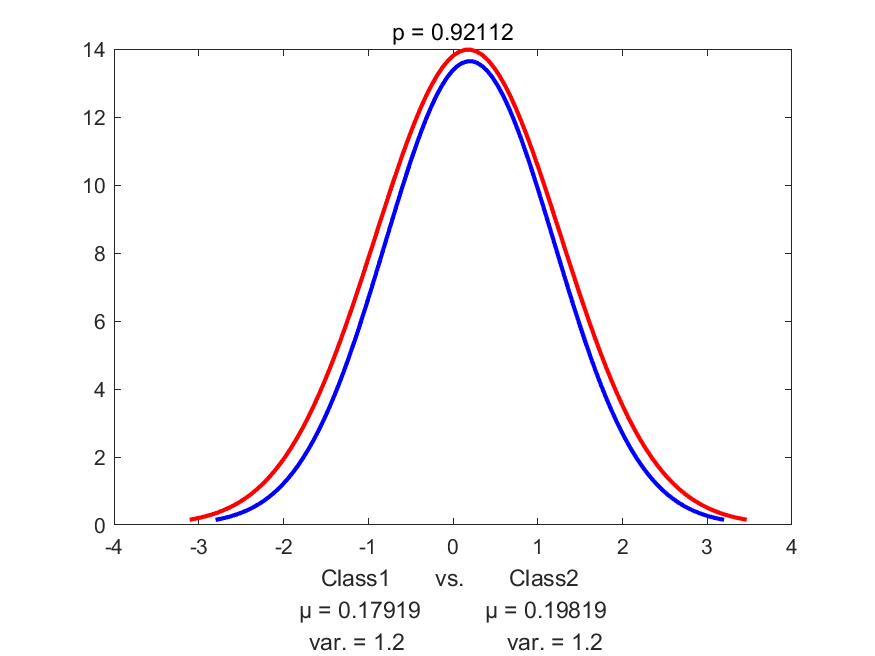 p = 0.92112
14
12
10
8
6
4
2
0
-4 -3 -2 -1 0 1 2 3 4
Class1 vs. Class2
μ = 0.17919 μ = 0.19819
var. = 1.2 var. = 1.2